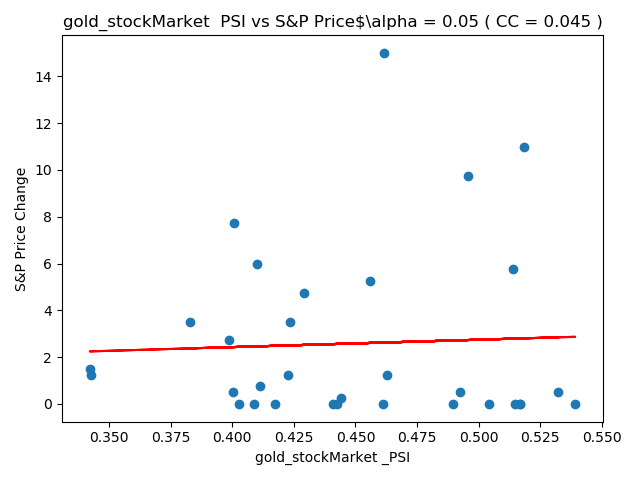 gold_stockMarket  PSI vs S&P Price$\alpha = 0.05 ( CC = 0.045 )
14
12
10
8
6
4
2
0
S&P Price Change
0.350 0.375 0.400 0.425 0.450 0.475 0.500 0.525 0.550
gold_stockMarket _PSI